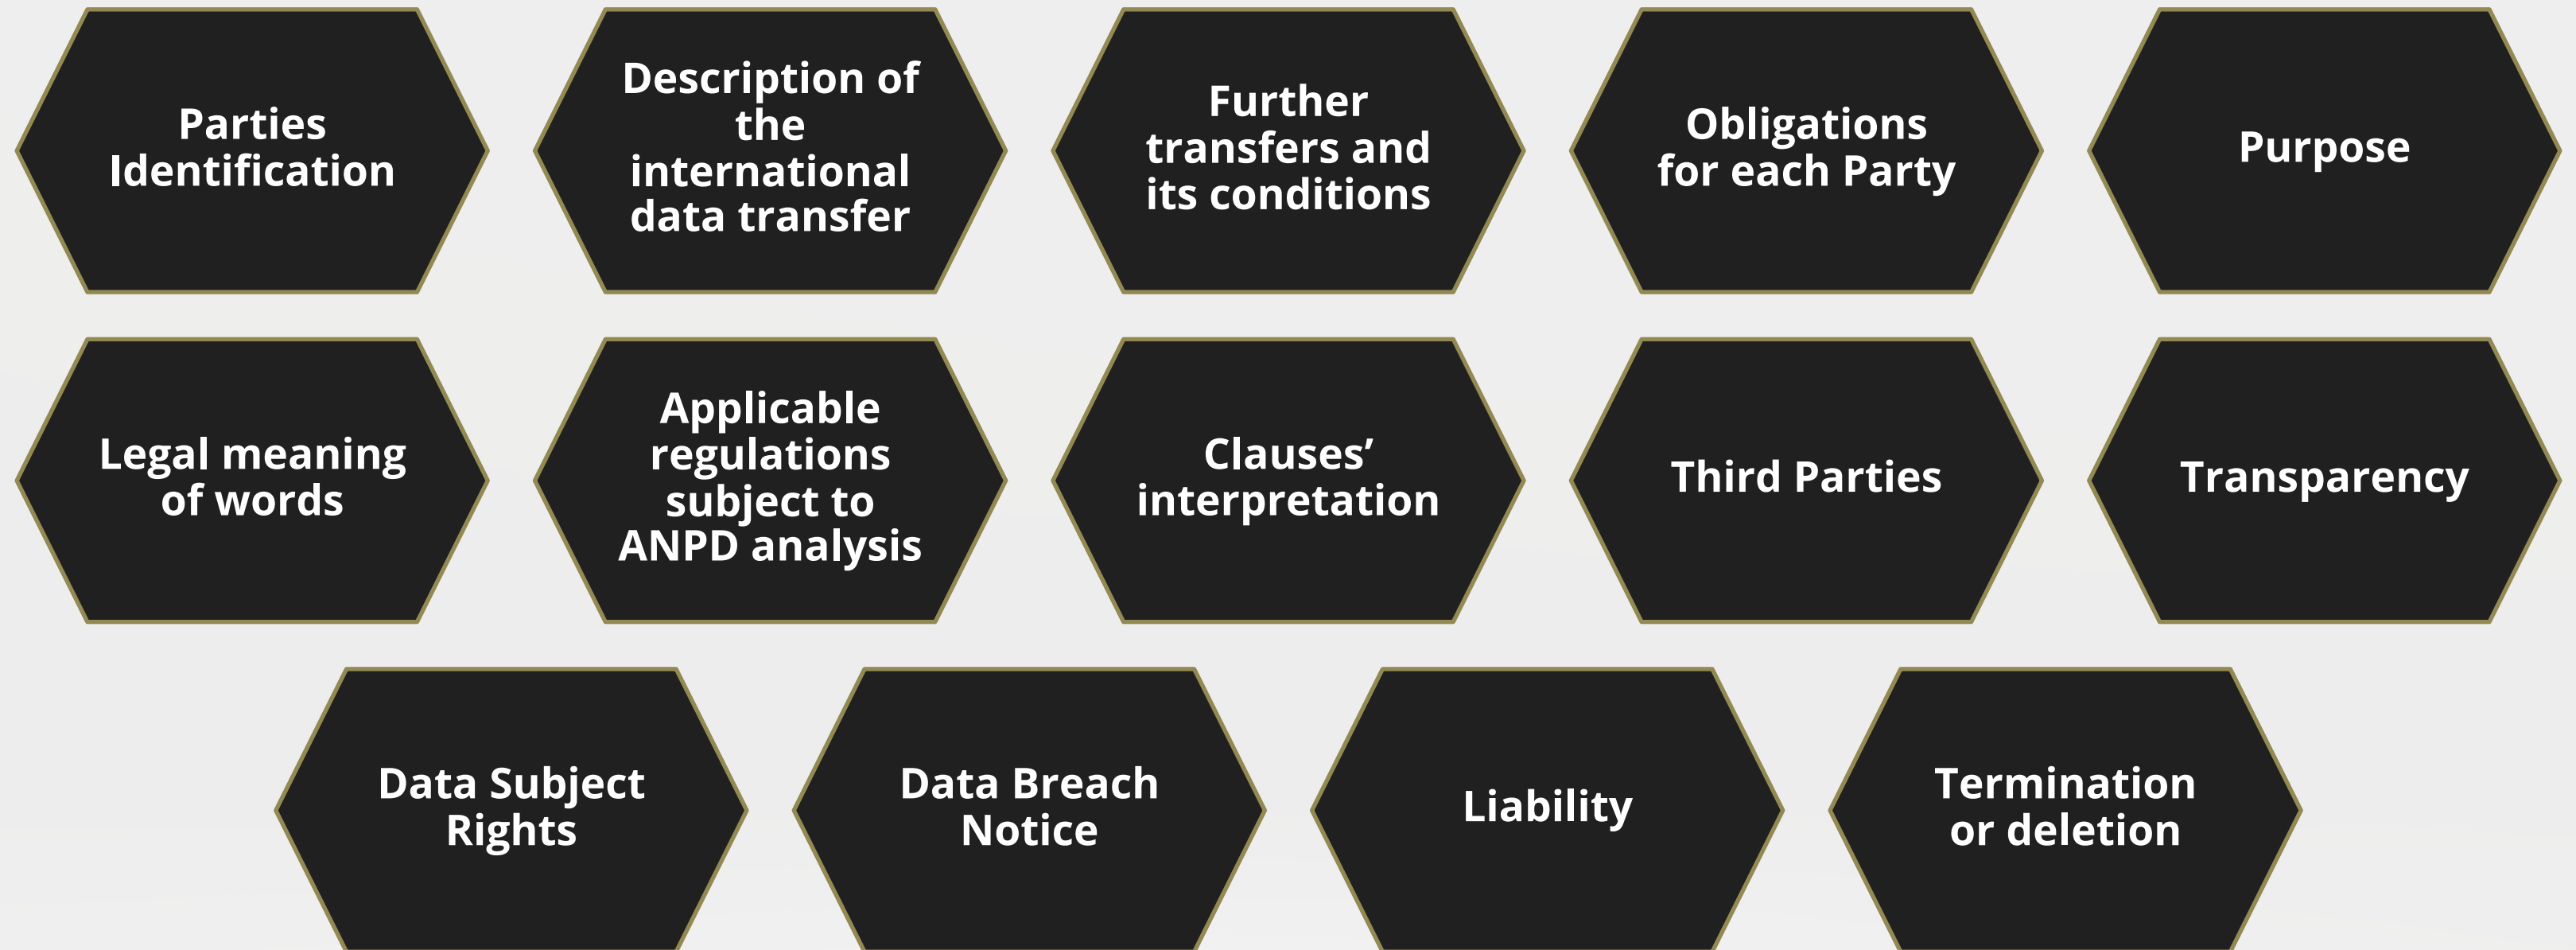 Parties
Identification
Description of
the
international
data transfer
Further
transfers and
its conditions
Obligations
for each Party
Purpose
Legal meaning
of words
Applicable
regulations
subject to
ANPD analysis
Clauses’
interpretation
Third Parties
Transparency
Data Subject
Rights
Data Breach
Notice
Liability
Termination
or deletion